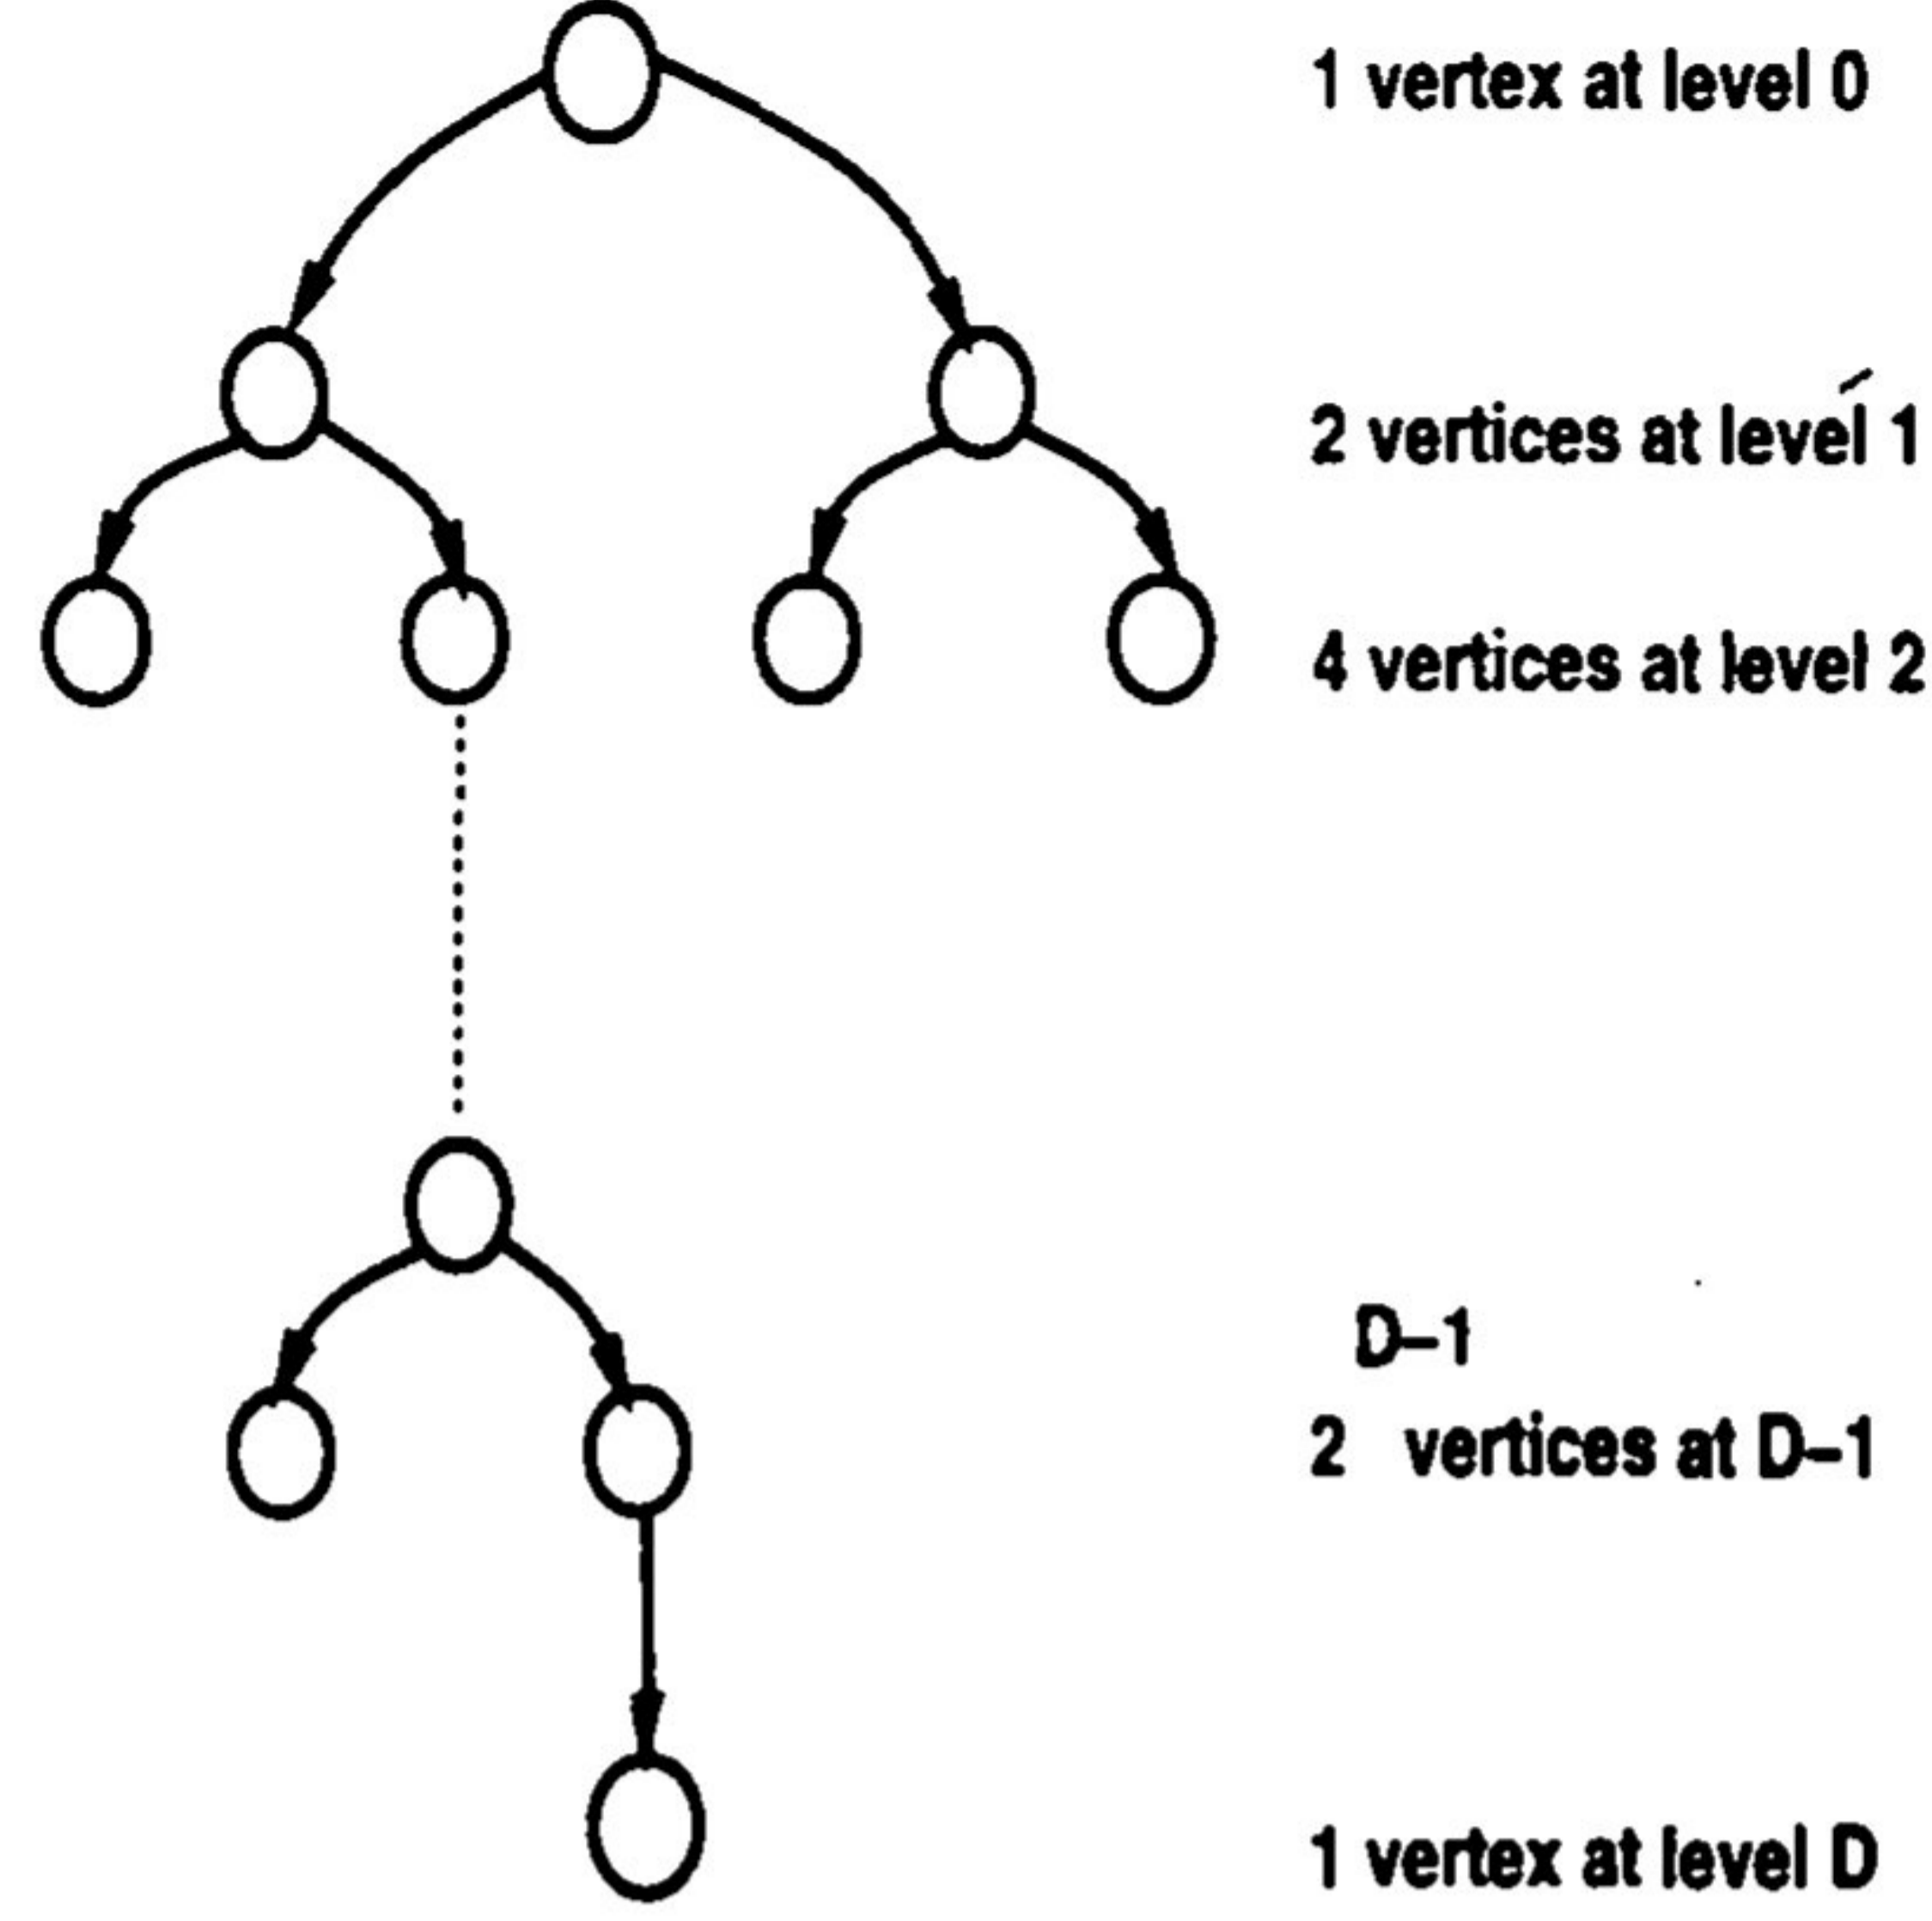 1 vertex at level 0
2 vertices at level 1
4 vertices at level 2
D-1
2 vertices at D-1
1 vertex at level D